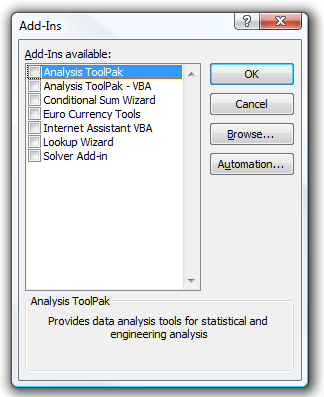 Add-Ins
Add-Ins available:
Analysis ToolPak
Analysis ToolPak - VBA
Conditional Sum Wizard
Euro Currency Tools
Internet Assistant VBA
Lookup Wizard
Solver Add-in
OK
Cancel
Browse...
Automation...
Analysis ToolPak
Provides data analysis tools for statistical and
engineering analysis